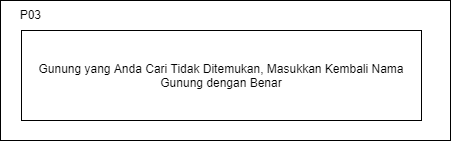 P03
Gunung yang Anda Cari Tidak Ditemukan, Masukkan Kembali Nama
Gunung dengan Benar